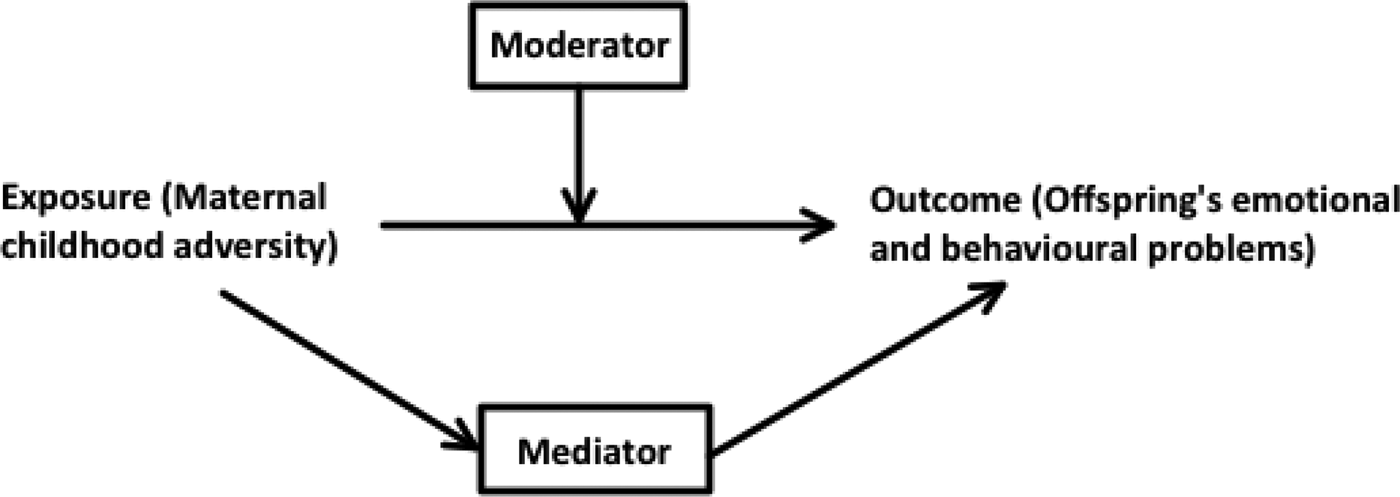 Moderator
Exposure (Maternal
childhood adversity)
Outcome (Offspring's emotional
and behavioural problems)
Mediator